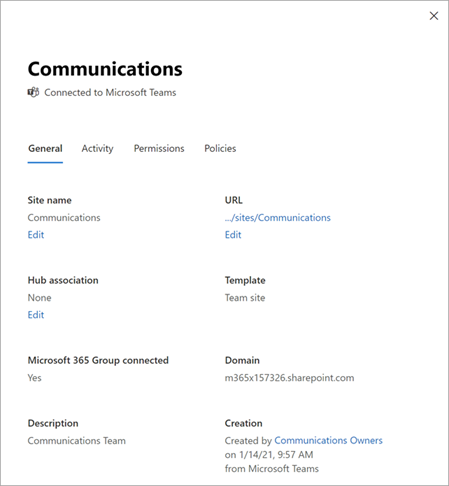 Communications
Connected to Microsoft Teams
General Activity Permissions Policies
Site name
Communications
Edit
URL
.../sites/Communications
Edit
Hub association
None
Edit
Template
Team site
Microsoft 365 Group connected
Yes
Domain
m365x157326.sharepoint.com
Description
Communications Team
Creation
Created by Communications Owners
on 1/14/21, 9:57 AM
from Microsoft Teams